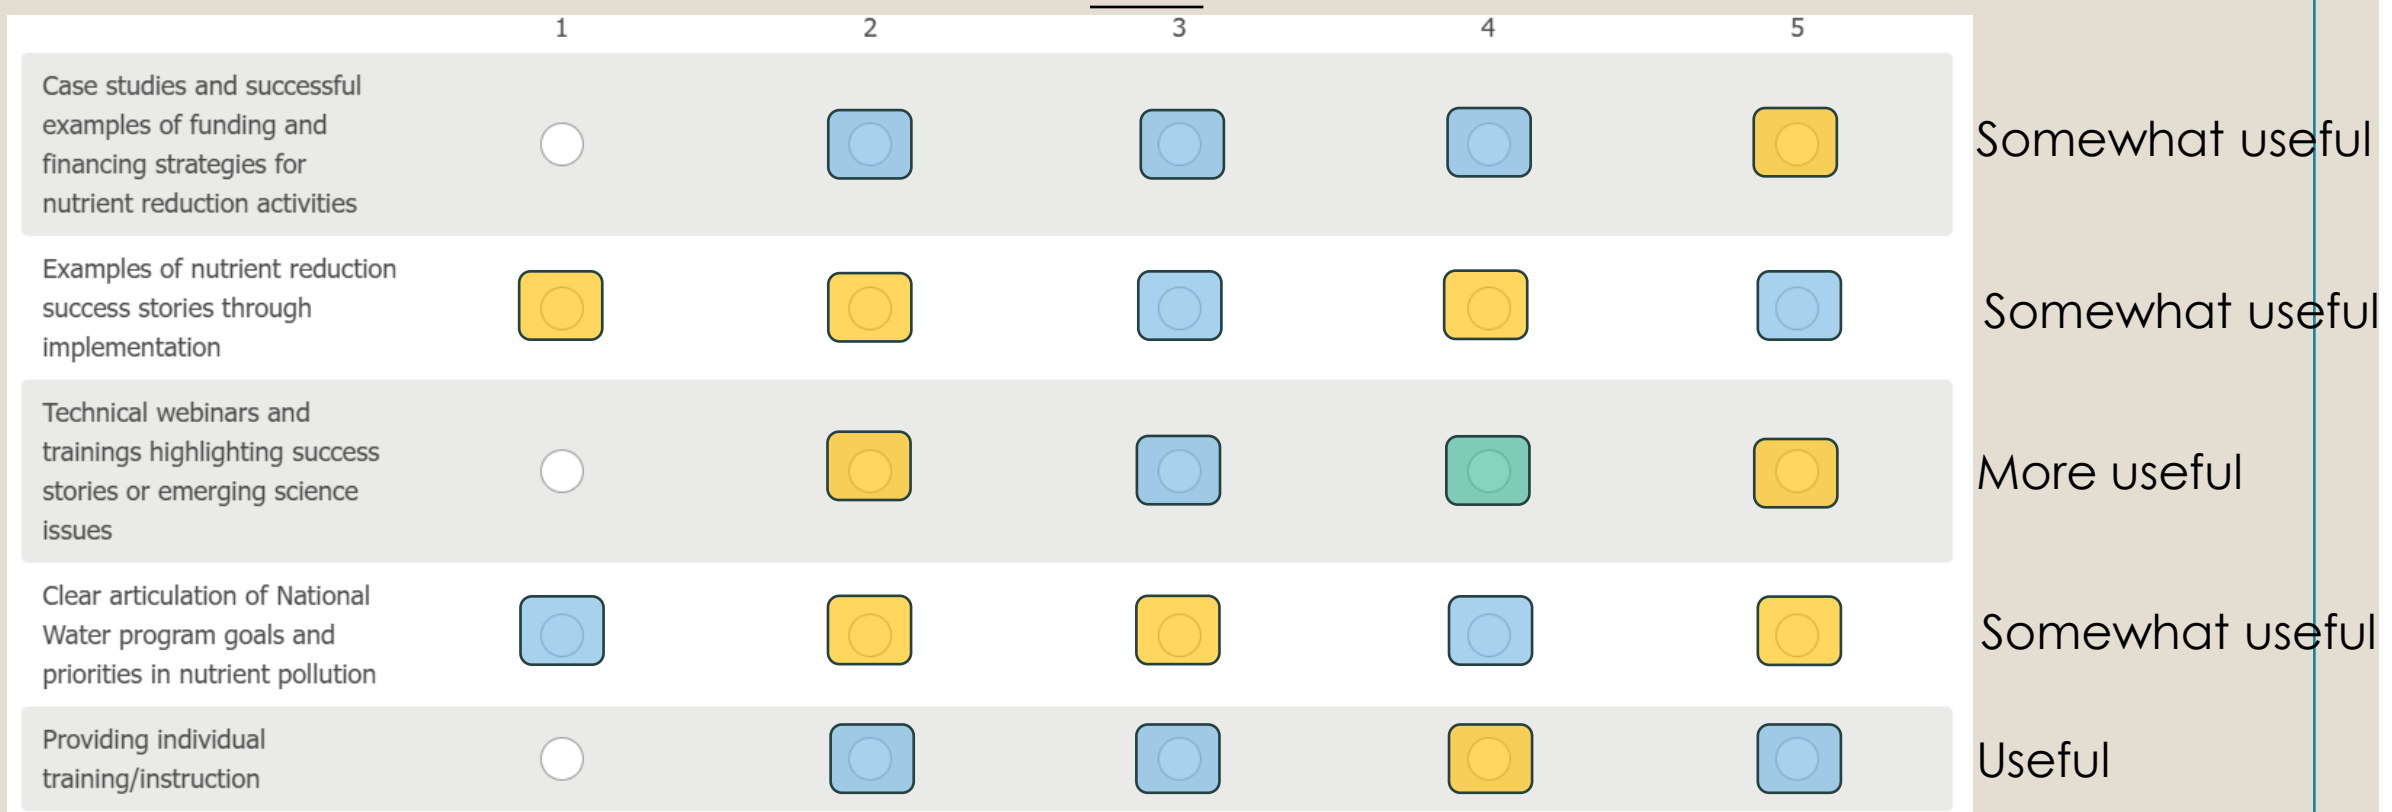 1 2 3 4 5
Case studies and successful
examples of funding and
financing strategies for
nutrient reduction activities
Somewhat useful
Examples of nutrient reduction
success stories through
implementation
Somewhat useful
Technical webinars and
trainings highlighting success
stories or emerging science
issues
More useful
Clear articulation of National
Water program goals and
priorities in nutrient pollution
Somewhat useful
Providing individual
training/instruction
Useful